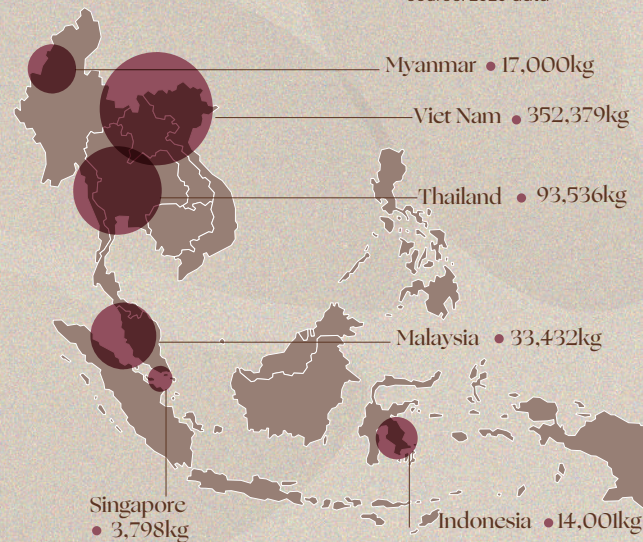 Myanmar • 17,000kg
Viet Nam • 352,379kg
Thailand • 93,536kg
Malaysia • 33,432kg
Singapore
• 3,798kg
Indonesia • 14,001kg